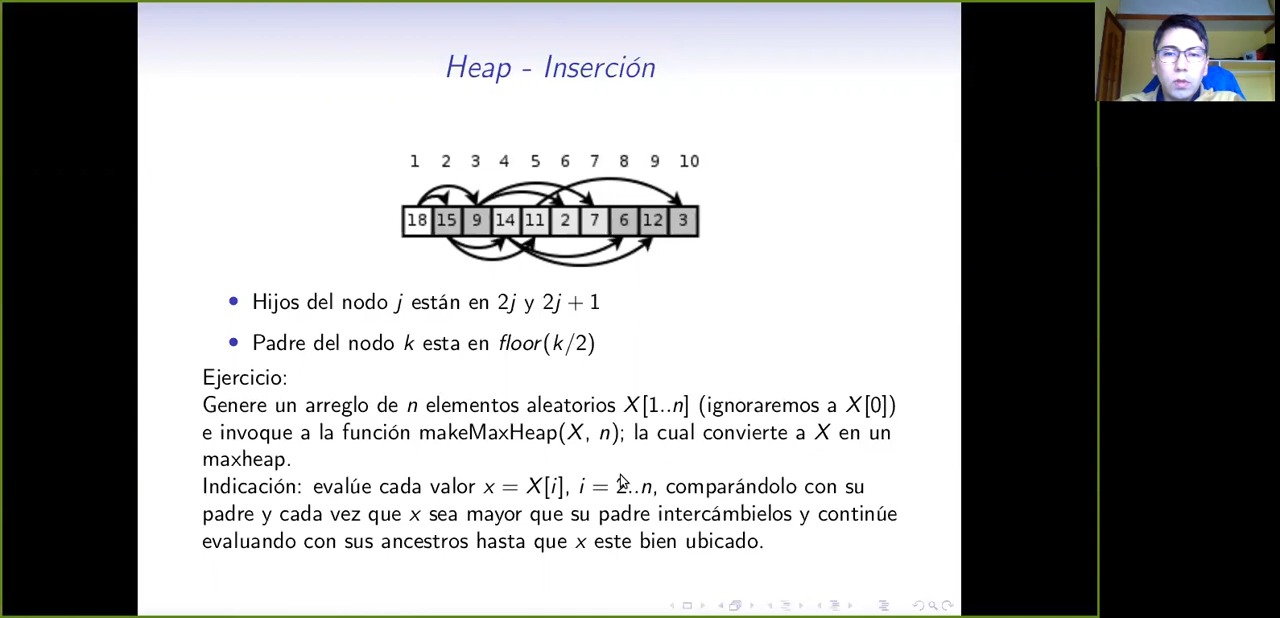 Heap - Inserción
1 2 3 4 5 6 7 8 9 10
18 15 9 14 11 2 7 6 12 3
• Hijos del nodo j están en 2j y 2j + 1
• Padre del nodo k esta en floor(k/2)
Ejercicio:
Genere un arreglo de n elementos aleatorios X[1..n] (ignoraremos a X[0])
e invoque a la función makeMaxHeap(X, n); la cual convierte a X en un
maxheap.
Indicación: evalúe cada valor x = X[i], i = 2..n, comparándolo con su
padre y cada vez que x sea mayor que su padre intercámbielos y continúe
evaluando con sus ancestros hasta que x este bien ubicado.